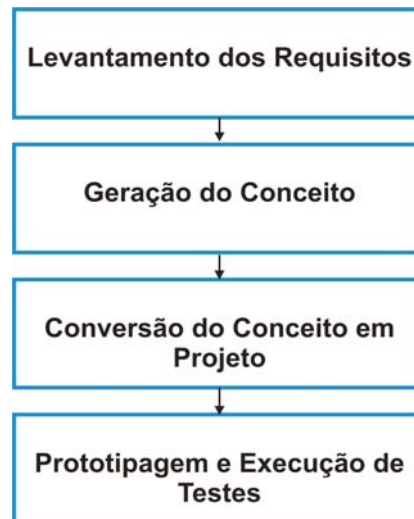 Levantamento dos Requisitos
Geração do Conceito
Conversão do Conceito em
Projeto
Prototipagem e Execução de
Testes